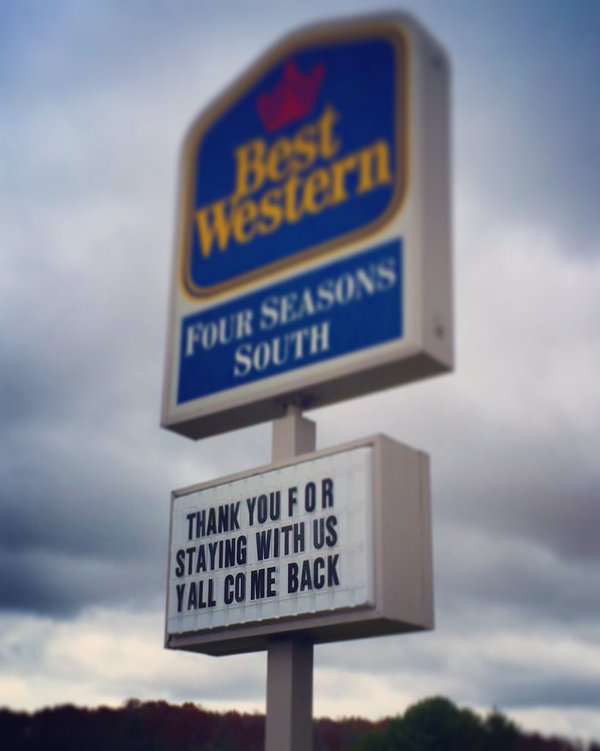 Best
Western
FOUR SEASONS
SOUTH
THANK YOU FOR
STAYING WITH US
YALL COME BACK